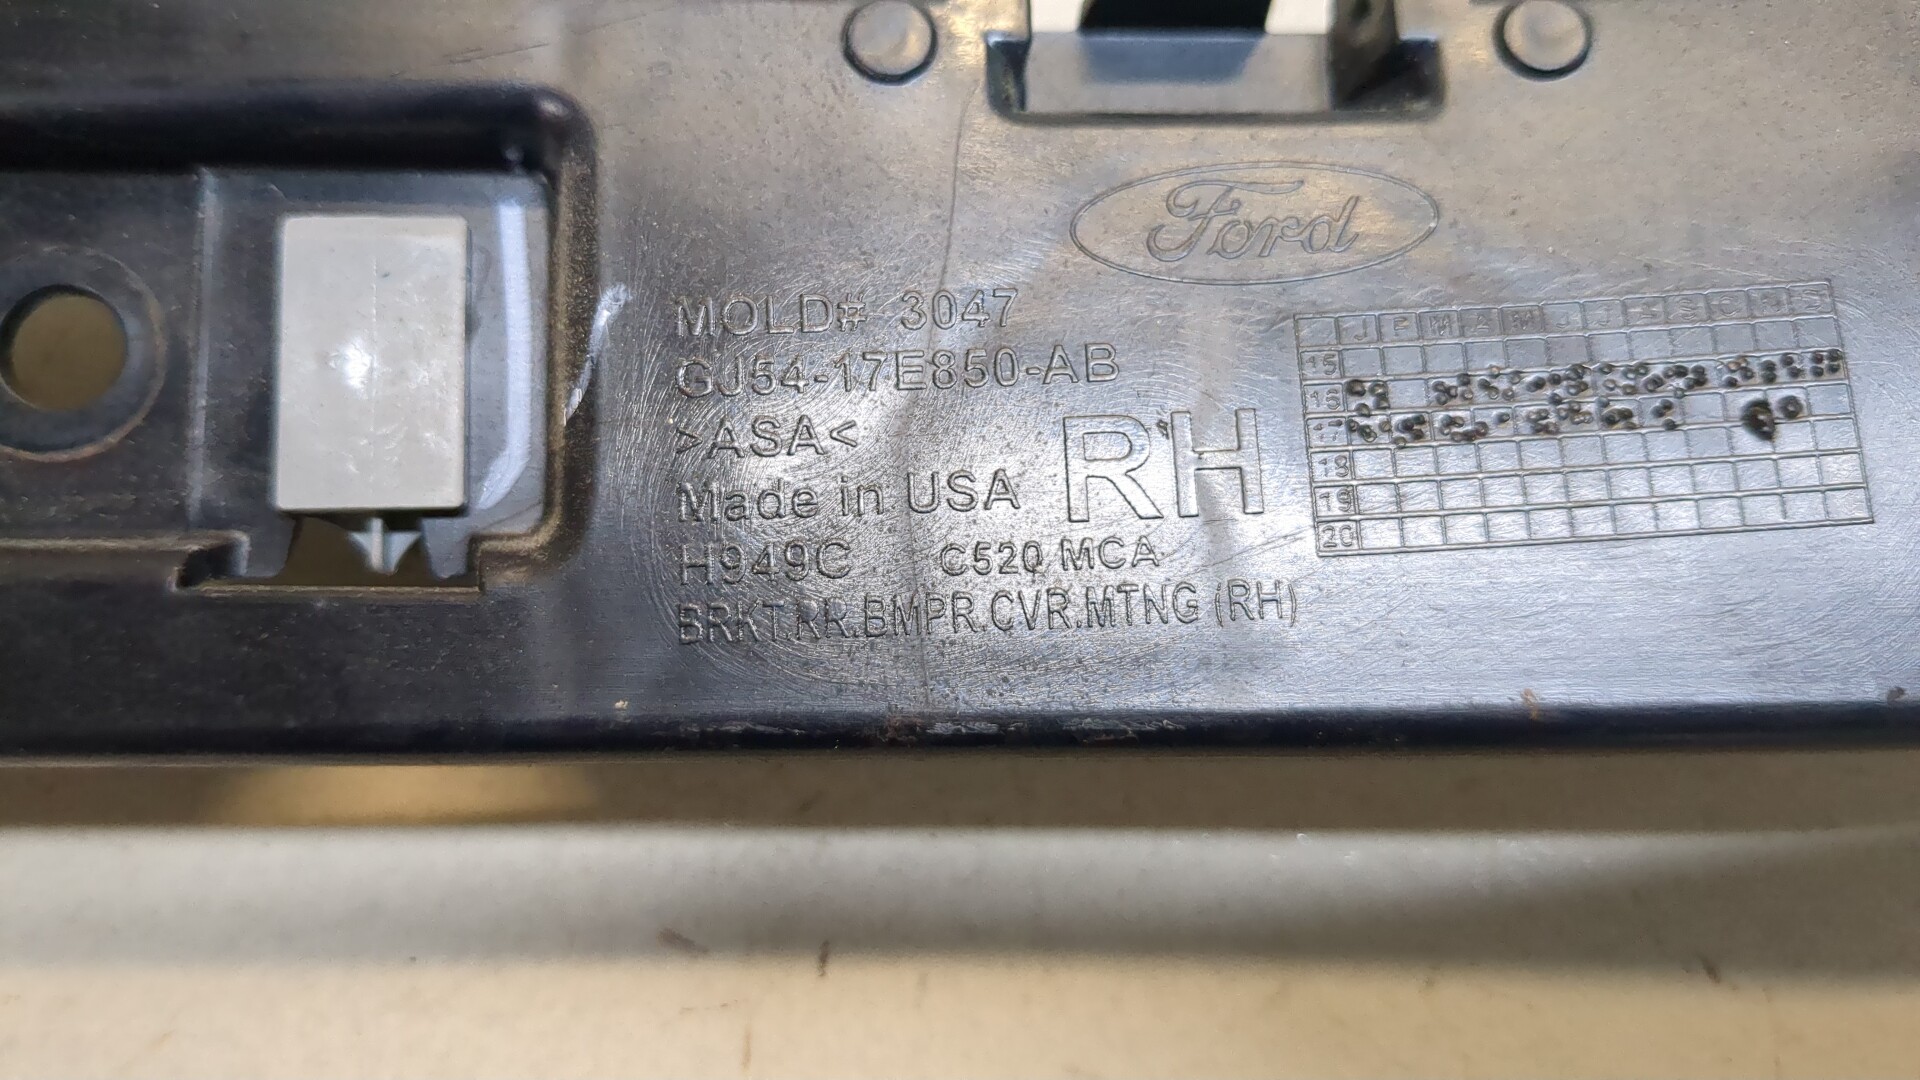 Ford
MOLD# 3047
GJ54-17E850-AB
>ASA<
Made in USA
RH
H949C C520 MCA
BRKT.RR.BMPR.CVR.MTNG (RH)
J F M A M J J A S O N D
15
16
17
18
19
20